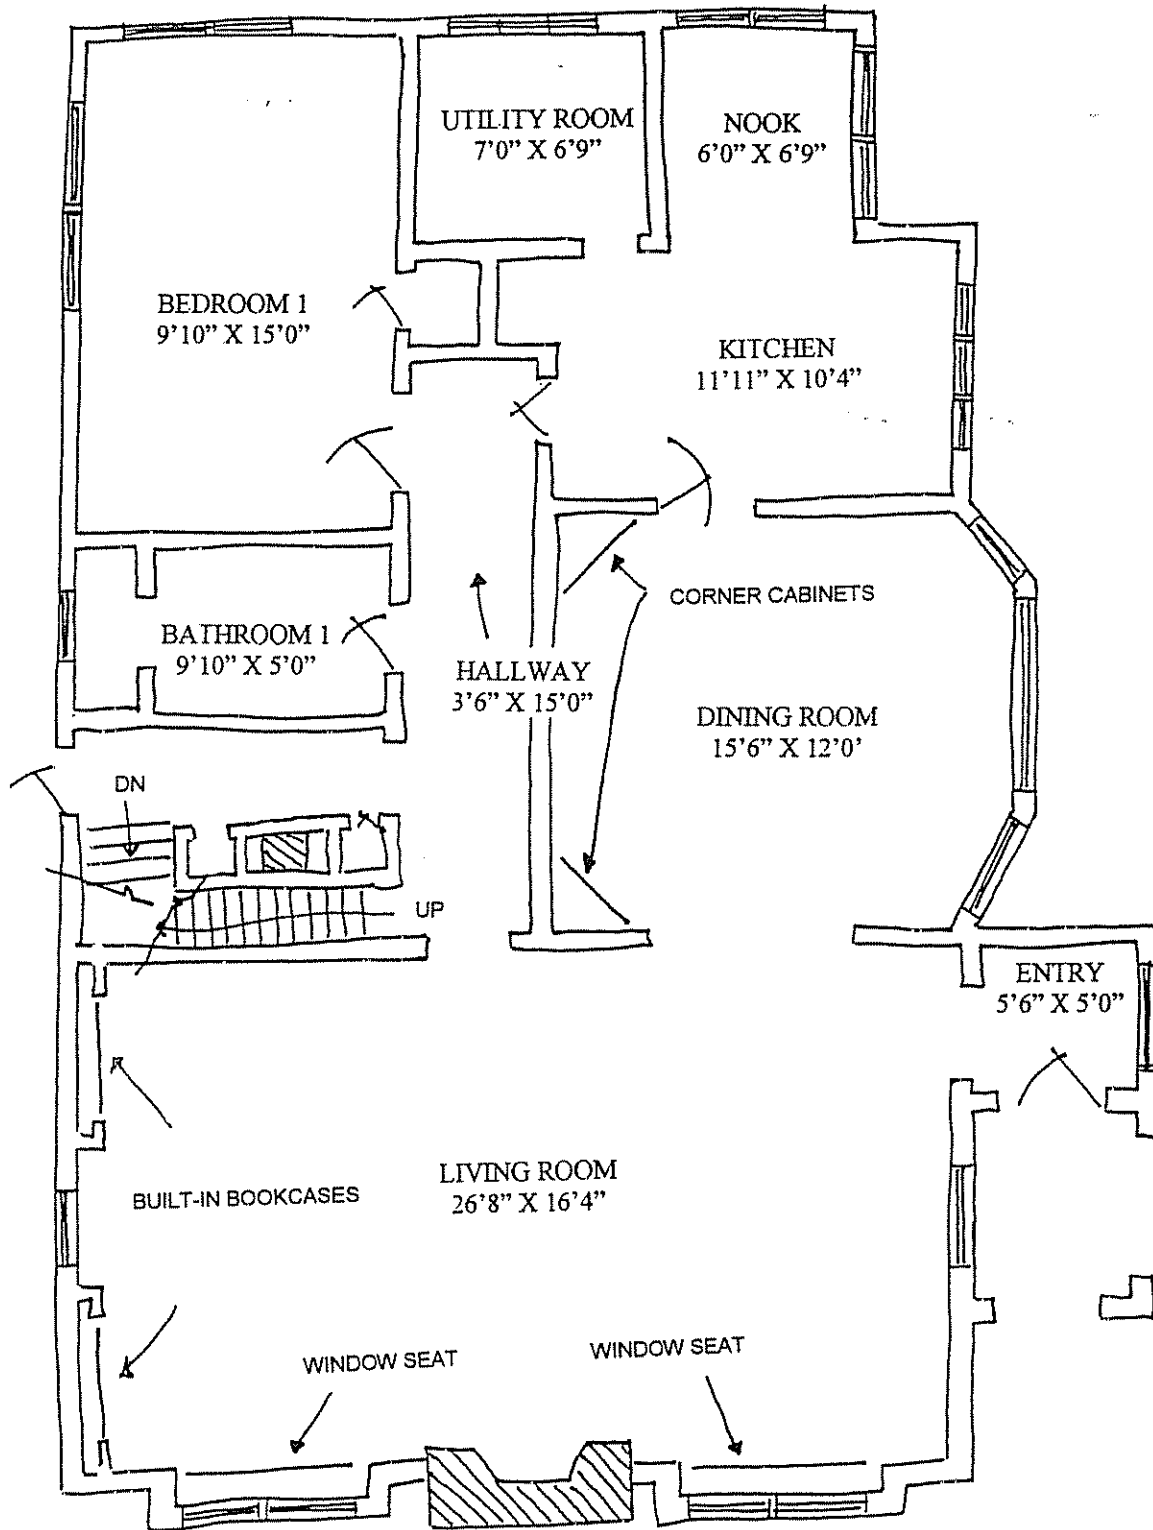 UTILITY ROOM
7'0" X 6'9"
NOOK
6'0" X 6'9"
BEDROOM 1
9'10" X 15'0"
KITCHEN
11'11" X 10'4"
CORNER CABINETS
BATHROOM 1
9'10" X 5'0"
HALLWAY
3'6" X 15'0"
DINING ROOM
15'6" X 12'0'
DN
UP
ENTRY
5'6" X 5'0"
LIVING ROOM
26'8" X 16'4"
BUILT-IN BOOKCASES
WINDOW SEAT
WINDOW SEAT